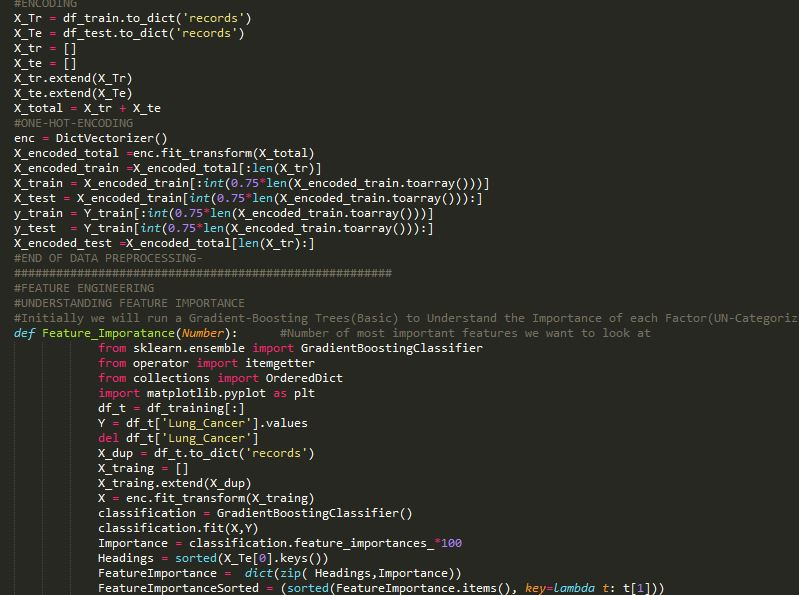 #ENCODING
X_Tr = df_train.to_dict('records')
X_Te = df_test.to_dict('records')
X_tr = []
X_te = []
X_tr.extend(X_Tr)
X_te.extend(X_Te)
X_total = X_tr + X_te
#ONE-HOT-ENCODING
enc = DictVectorizer()
X_encoded_total =enc.fit_transform(X_total)
X_encoded_train =X_encoded_total[:len(X_tr)]
X_train = X_encoded_train[:int(0.75*len(X_encoded_train.toarray()))]
X_test = X_encoded_train[int(0.75*len(X_encoded_train.toarray())):]
y_train = Y_train[:int(0.75*len(X_encoded_train.toarray()))]
y_test  = Y_train[int(0.75*len(X_encoded_train.toarray())):]
X_encoded_test =X_encoded_total[len(X_tr):]
#END OF DATA PREPROCESSING-
######################################################
#FEATURE ENGINEERING
#UNDERSTANDING FEATURE IMPORTANCE
#Initially we will run a Gradient-Boosting Trees(Basic) to Understand the Importance of each Factor(UN-Categoriz
def Feature_Imporatance(Number):      #Number of most important features we want to look at
            from sklearn.ensemble import GradientBoostingClassifier
            from operator import itemgetter
            from collections import OrderedDict
            import matplotlib.pyplot as plt
            df_t = df_training[:]
            Y = df_t['Lung_Cancer'].values
            del df_t['Lung_Cancer']
            X_dup = df_t.to_dict('records')
            X_traing = []
            X_traing.extend(X_dup)
            X = enc.fit_transform(X_traing)
            classification = GradientBoostingClassifier()
            classification.fit(X,Y)
            Importance = classification.feature_importances_*100
            Headings = sorted(X_Te[0].keys())
            FeatureImportance =  dict(zip( Headings,Importance))
            FeatureImportanceSorted = (sorted(FeatureImportance.items(), key=lambda t: t[1]))